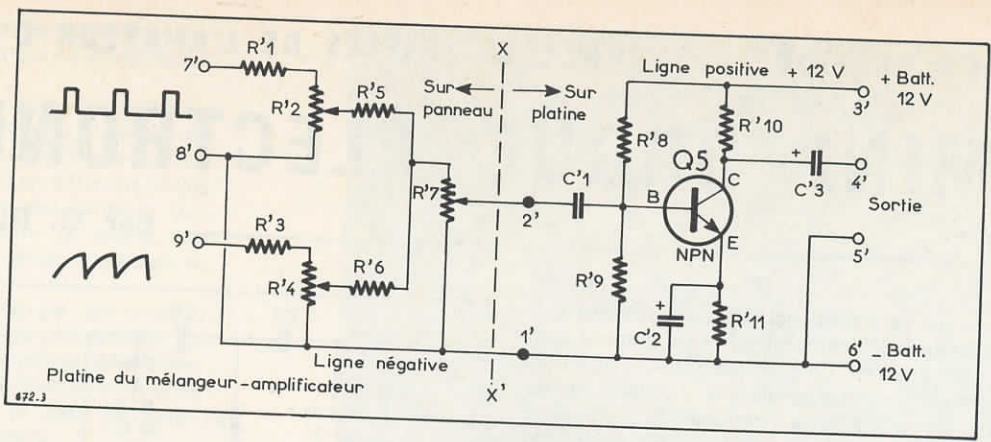 7'
R'1
R'2
R'5
8'
9'
R'3
R'4
R'6
R'7
X
Sur
panneau
Sur
platine
X'
2'
1'
C'1
Ligne positive + 12 V
+ Batt.
12 V
3'
R'8
R'10
Q5
B
C
E
NPN
+
C'3
4'
Sortie
5'
R'9
+
C'2
R'11
6'
_ Batt.
12 V
Ligne négative
Platine du mélangeur-amplificateur
672.3